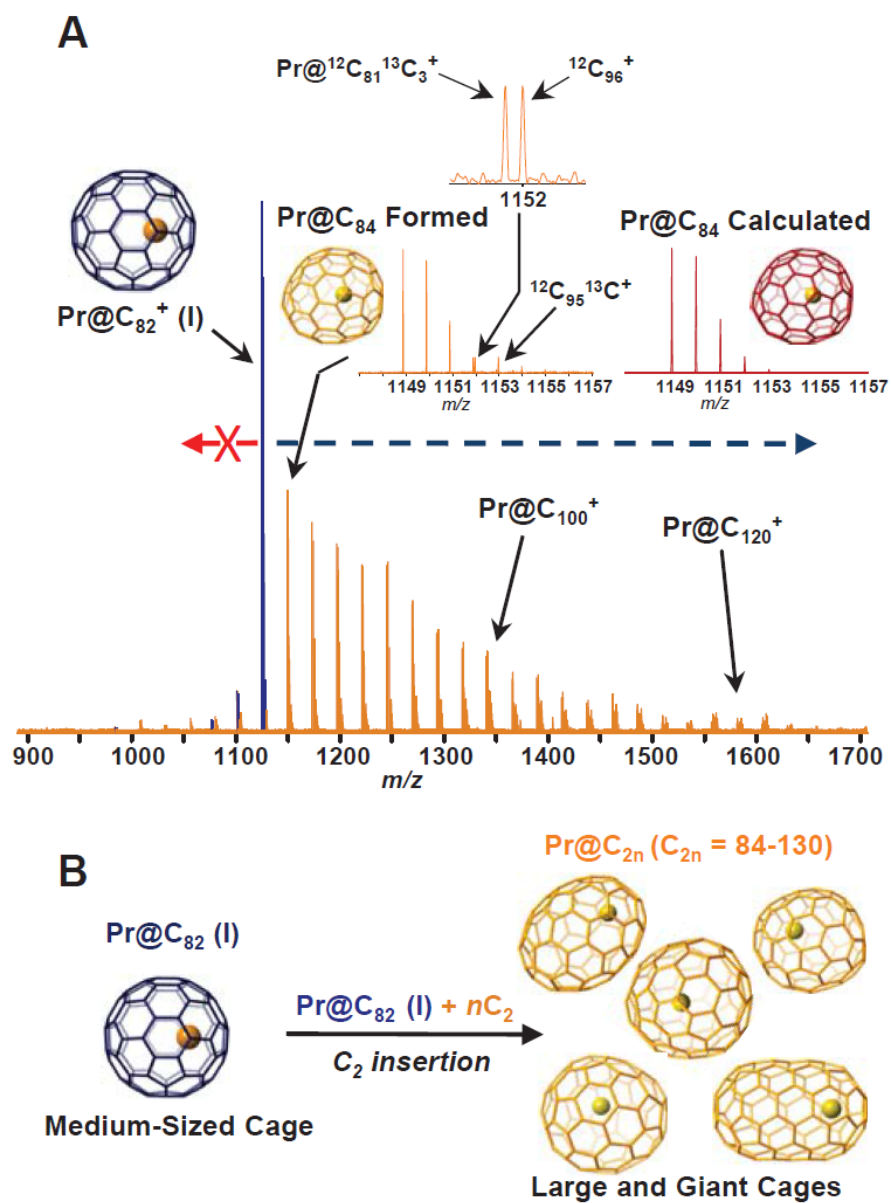 A
Pr@¹²C₈₁¹³C₃⁺
¹²C₉₆⁺
1152
Pr@C₈₄ Formed
Pr@C₈₄ Calculated
Pr@C₈₂⁺ (I)
¹²C₉₅¹³C⁺
1149 1151 1153 1155 1157
m/z
1149 1151 1153 1155 1157
m/z
X
Pr@C₁₀₀⁺
Pr@C₁₂₀⁺
900 1000 1100 1200 1300 1400 1500 1600 1700
m/z
B
Pr@C₂ₙ (C₂ₙ = 84-130)
Pr@C₈₂ (I)
Pr@C₈₂ (I) + nC₂
C₂ insertion
Medium-Sized Cage
Large and Giant Cages